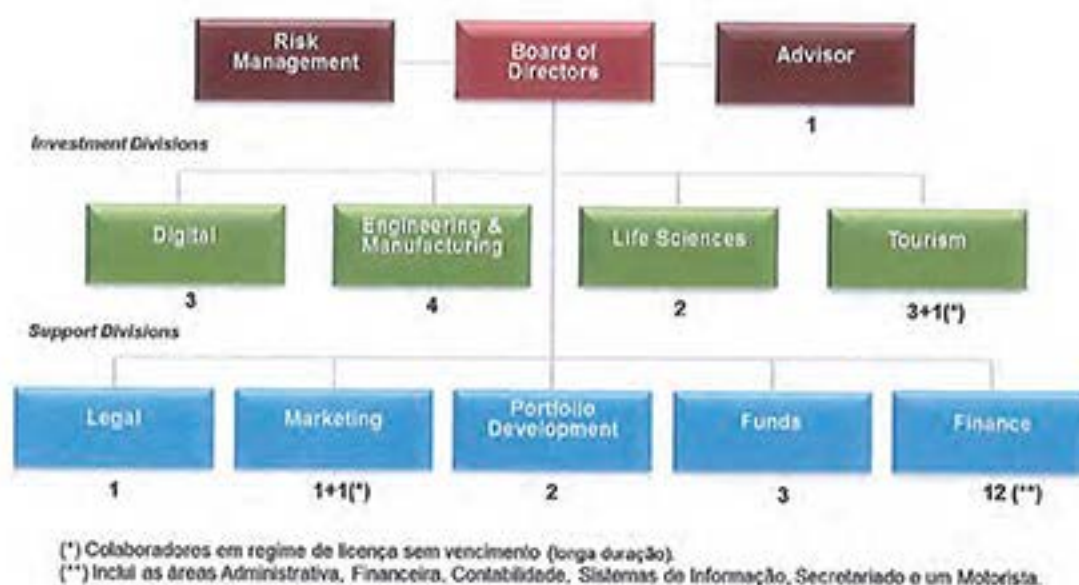 Risk
Management
Board of
Directors
Advisor
1
Investment Divisions
Digital
Engineering &
Manufacturing
Life Sciences
Tourism
3
4
2
3+1(*)
Support Divisions
Legal
Marketing
Portfolio
Development
Funds
Finance
1
1+1(*)
2
3
12 (**)
(*) Colaboradores em regime de licença sem vencimento (longa duração).
(**) Inclui as áreas Administrativa, Financeira, Contabilidade, Sistemas de Informação, Secretariado e um Motorista.